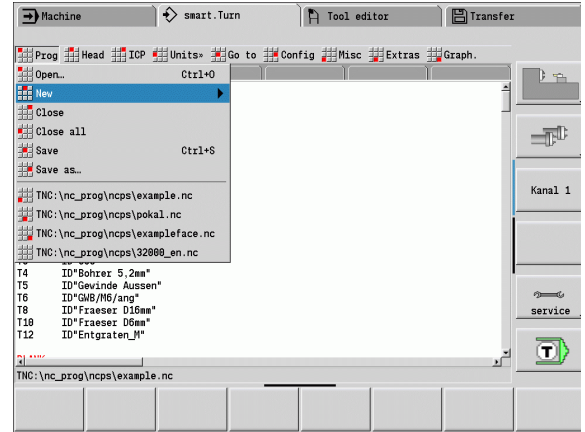 Machine
smart.Turn
Tool editor
Transfer
Prog Head ICP Units» Go to Config Misc Extras Graph.
Open… Ctrl+O
New
Close
Close all
Save Ctrl+S
Save as…
TNC:\nc_prog\ncps\example.nc
TNC:\nc_prog\ncps\pokal.nc
TNC:\nc_prog\ncps\exampleface.nc
TNC:\nc_prog\ncps\32000_en.nc
T4 ID"Bohrer 5,2mm"
T5 ID"Gewinde Aussen"
T6 ID"GWB/M6/ang"
T8 ID"Fraeser D16mm"
T10 ID"Fraeser D6mm"
T12 ID"Entgraten_M"
TNC:\nc_prog\ncps\example.nc
Kanal 1
service
T